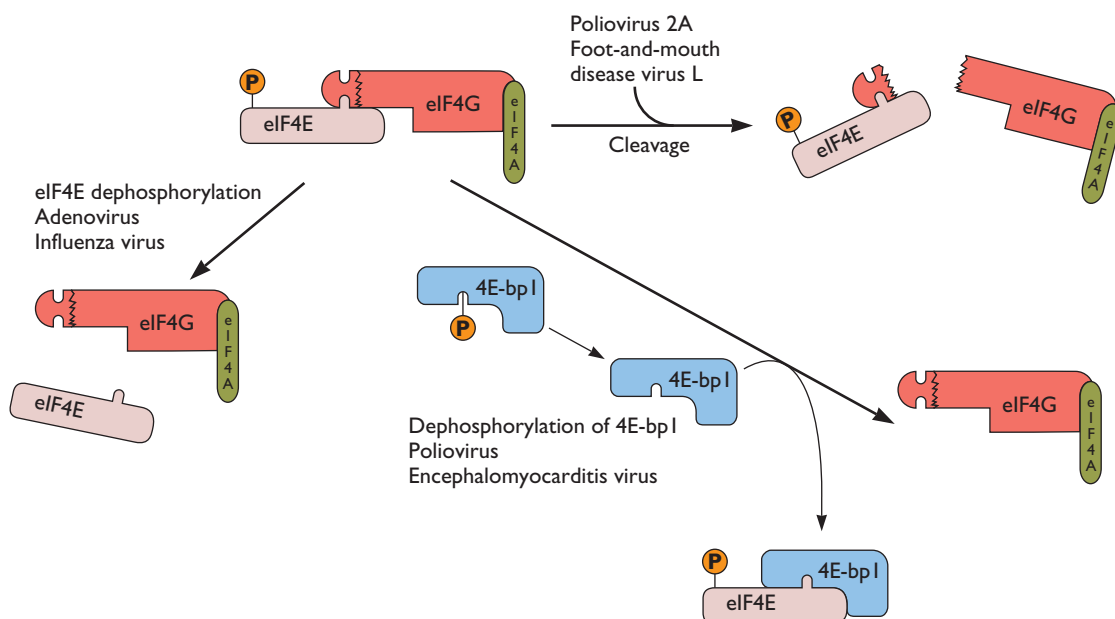 Poliovirus 2A
Foot-and-mouth
disease virus L
P
eIF4E
eIF4G
eIF4A
Cleavage
P
eIF4E
eIF4G
eIF4A
eIF4E dephosphorylation
Adenovirus
Influenza virus
eIF4G
eIF4A
eIF4E
4E-bp1
P
4E-bp1
Dephosphorylation of 4E-bp1
Poliovirus
Encephalomyocarditis virus
eIF4G
eIF4A
P
4E-bp1
eIF4E